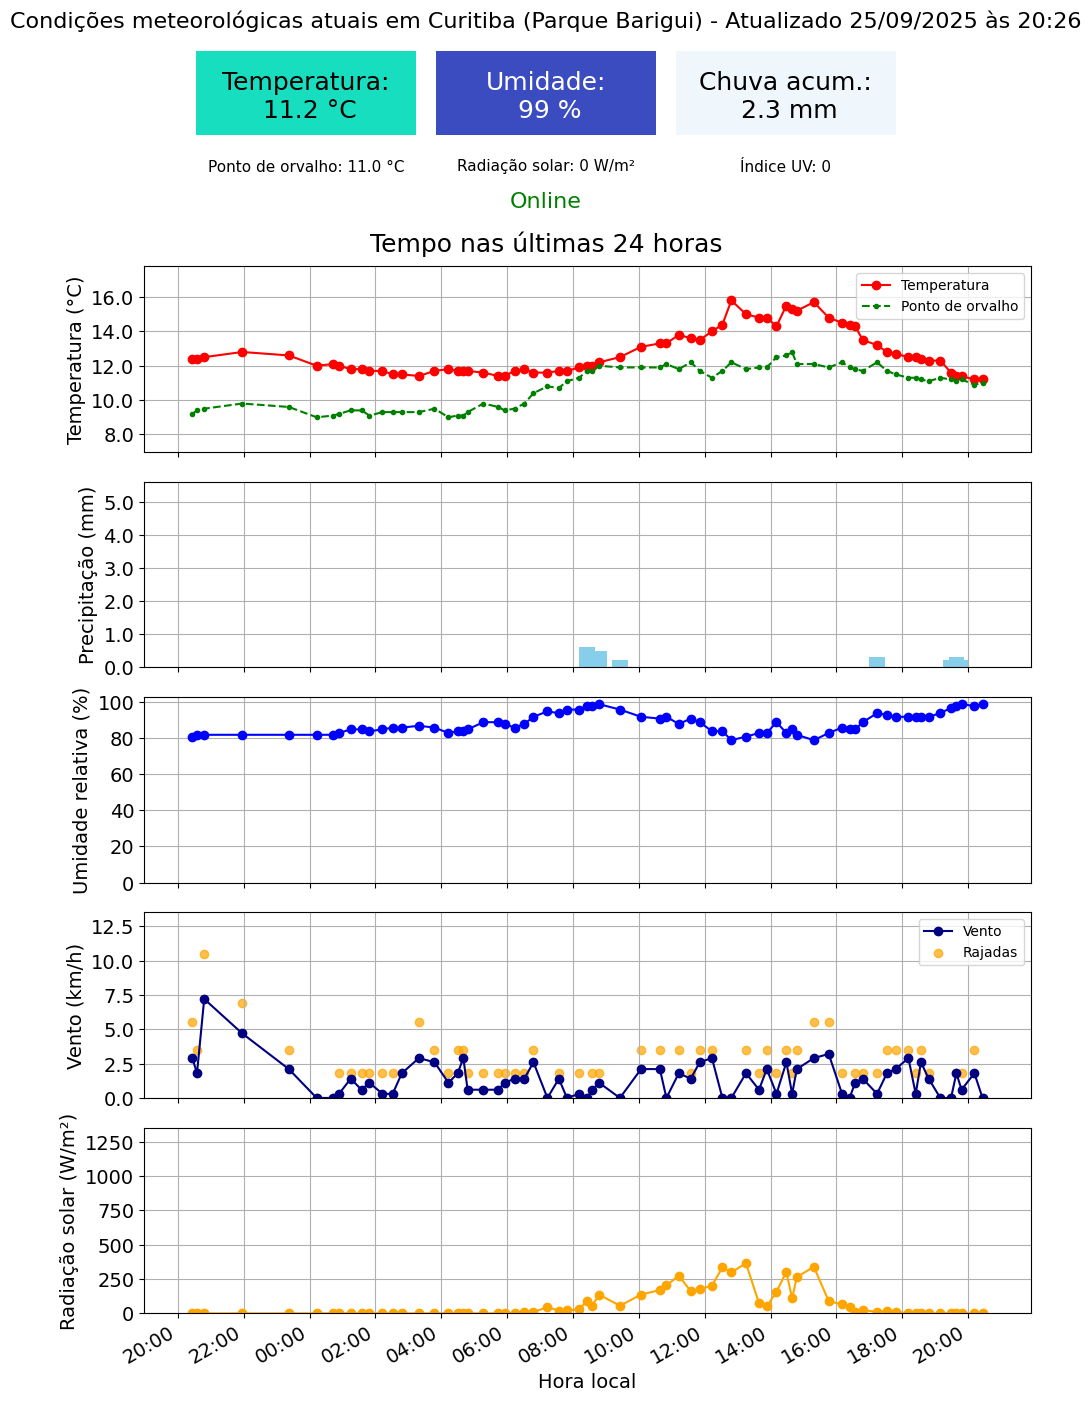 Condições meteorológicas atuais em Curitiba (Parque Barigui) - Atualizado 25/09/2025 às 20:26
Temperatura:
11.2 °C
Umidade:
99 %
Chuva acum.:
2.3 mm
Ponto de orvalho: 11.0 °C
Radiação solar: 0 W/m²
Índice UV: 0
Online
Tempo nas últimas 24 horas
Temperatura (°C)
16.0
14.0
12.0
10.0
8.0
Temperatura
Ponto de orvalho
Precipitação (mm)
5.0
4.0
3.0
2.0
1.0
0.0
Umidade relativa (%)
100
80
60
40
20
0
Vento (km/h)
12.5
10.0
7.5
5.0
2.5
0.0
Vento
Rajadas
Radiação solar (W/m²)
1250
1000
750
500
250
0
20:00
22:00
00:00
02:00
04:00
06:00
08:00
10:00
12:00
14:00
16:00
18:00
20:00
Hora local